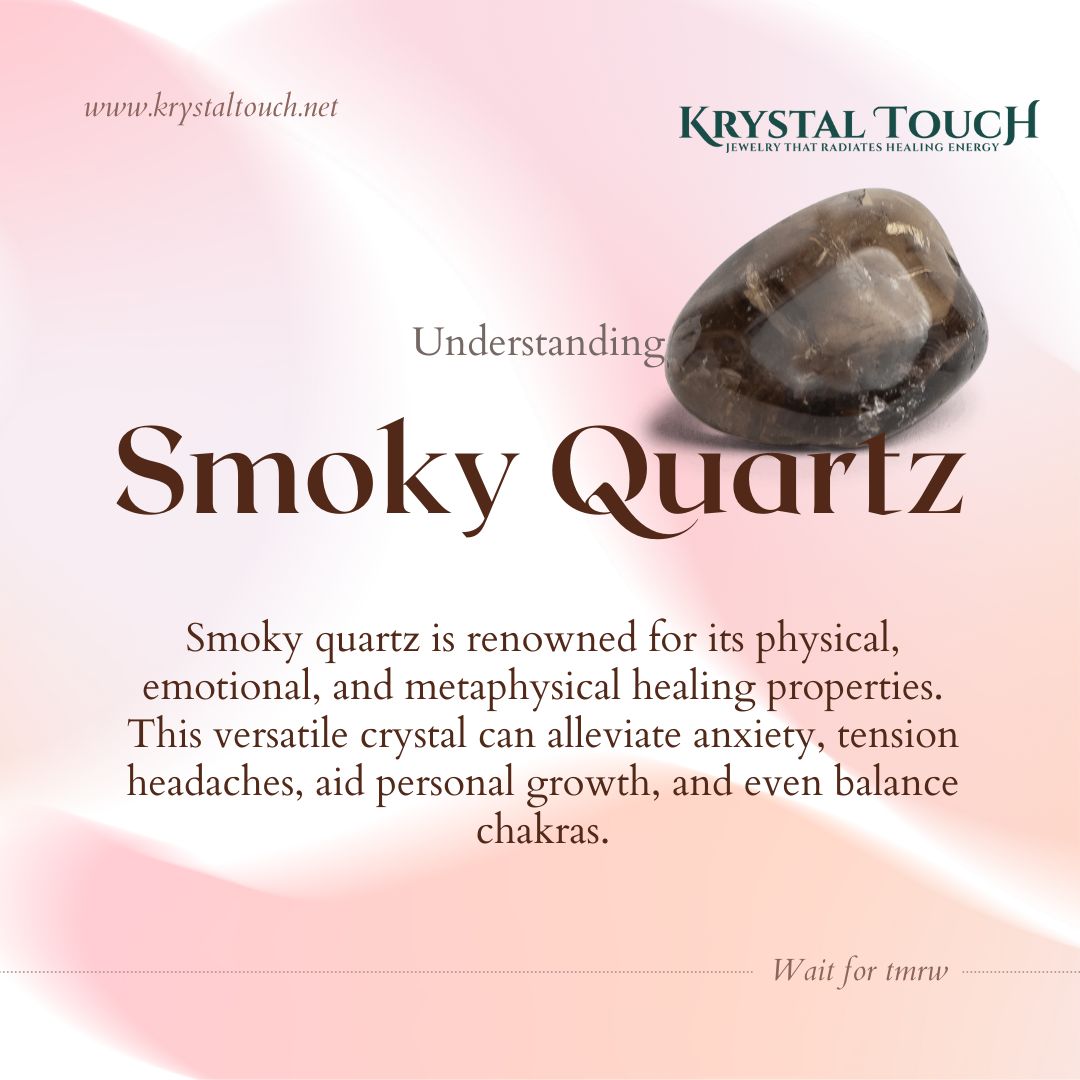 www.krystaltouch.net
KRYSTAL TOUCH
JEWELRY THAT RADIATES HEALING ENERGY
Understanding
Smoky Quartz
Smoky quartz is renowned for its physical,
emotional, and metaphysical healing properties.
This versatile crystal can alleviate anxiety, tension
headaches, aid personal growth, and even balance
chakras.
Wait for tmrw